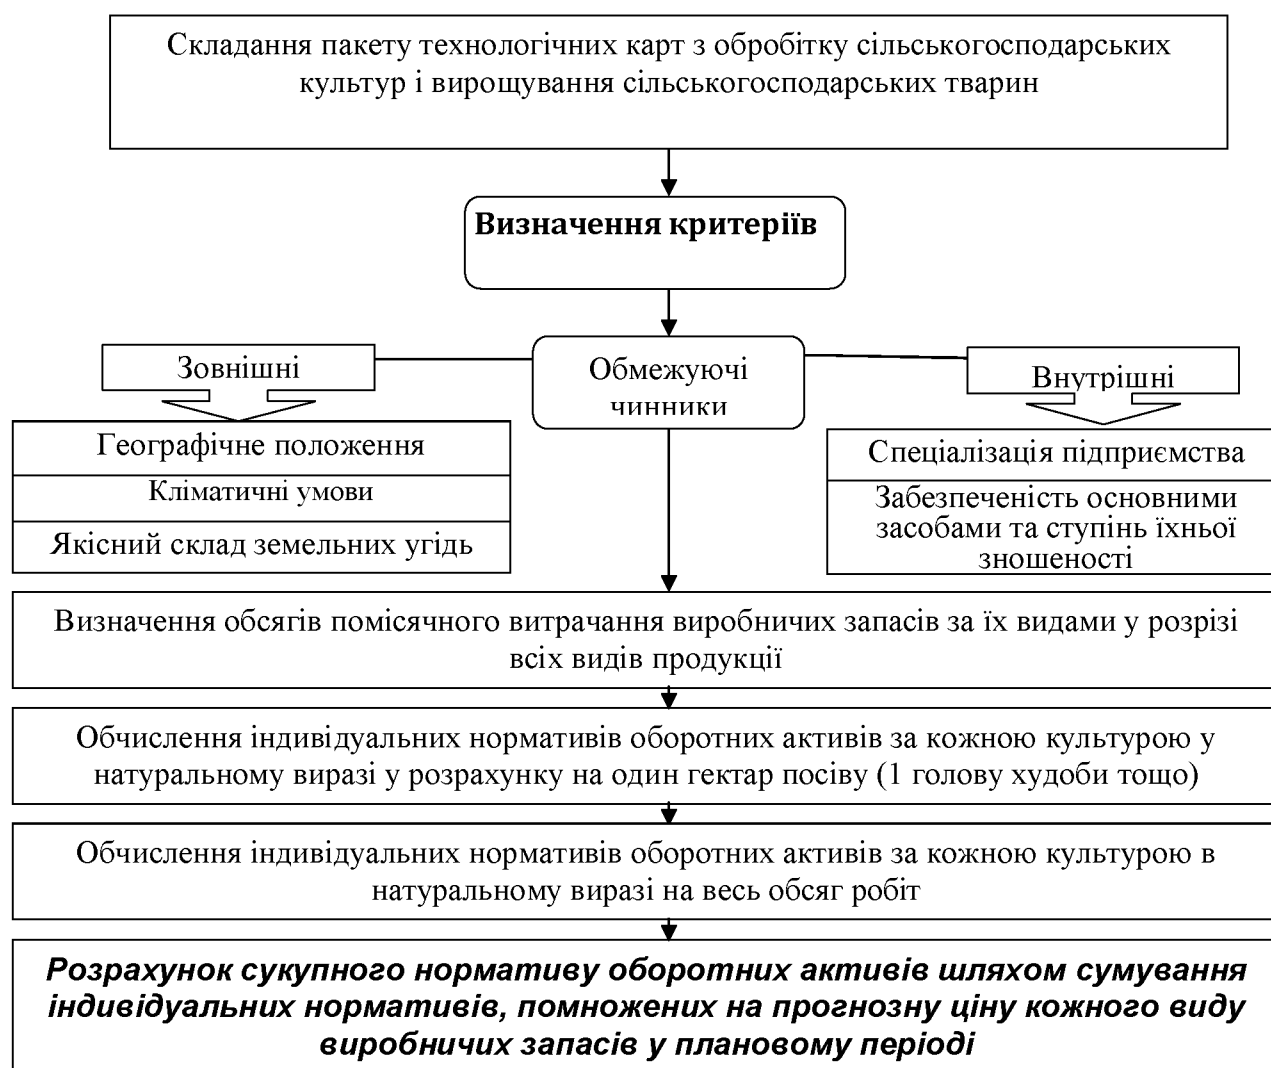 Складання пакету технологічних карт з обробітку сільськогосподарських
культур і вирощування сільськогосподарських тварин
Визначення критеріїв
Зовнішні
Обмежуючі
чинники
Внутрішні
Географічне положення
Кліматичні умови
Якісний склад земельних угідь
Спеціалізація підприємства
Забезпеченість основними
засобами та ступінь їхньої
зношеності
Визначення обсягів помісячного витрачання виробничих запасів за їх видами у розрізі
всіх видів продукції
Обчислення індивідуальних нормативів оборотних активів за кожною культурою у
натуральному виразі у розрахунку на один гектар посіву (1 голову худоби тощо)
Обчислення індивідуальних нормативів оборотних активів за кожною культурою в
натуральному виразі на весь обсяг робіт
Розрахунок сукупного нормативу оборотних активів шляхом сумування
індивідуальних нормативів, помножених на прогнозну ціну кожного виду
виробничих запасів у плановому періоді